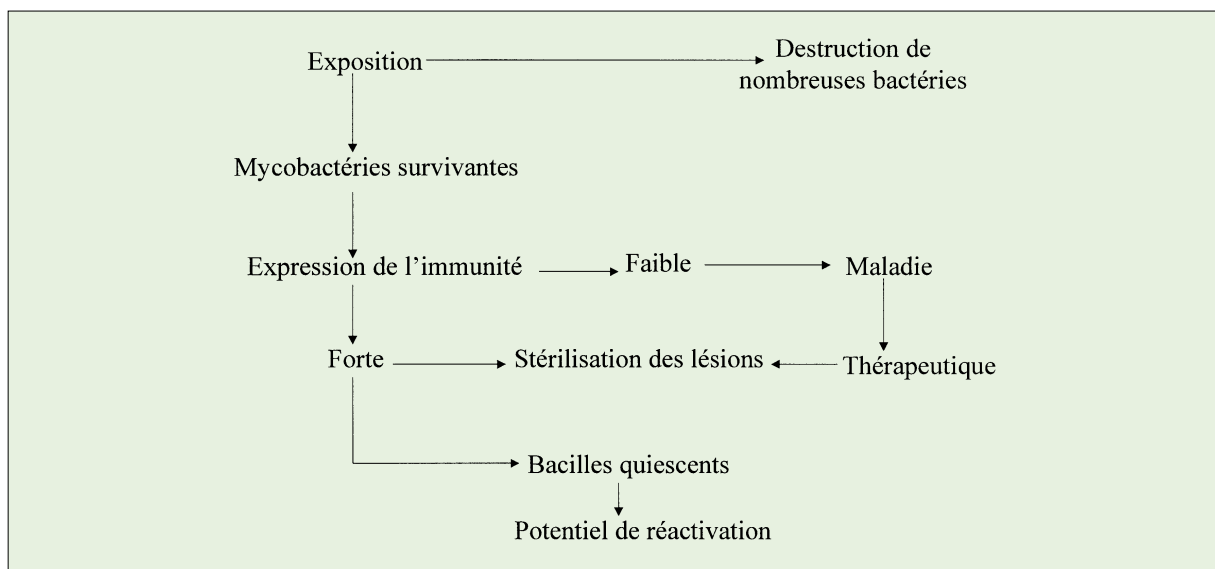 Exposition
Destruction de
nombreuses bactéries
Mycobactéries survivantes
Expression de l’immunité
Faible
Maladie
Forte
Stérilisation des lésions
Thérapeutique
Bacilles quiescents
Potentiel de réactivation